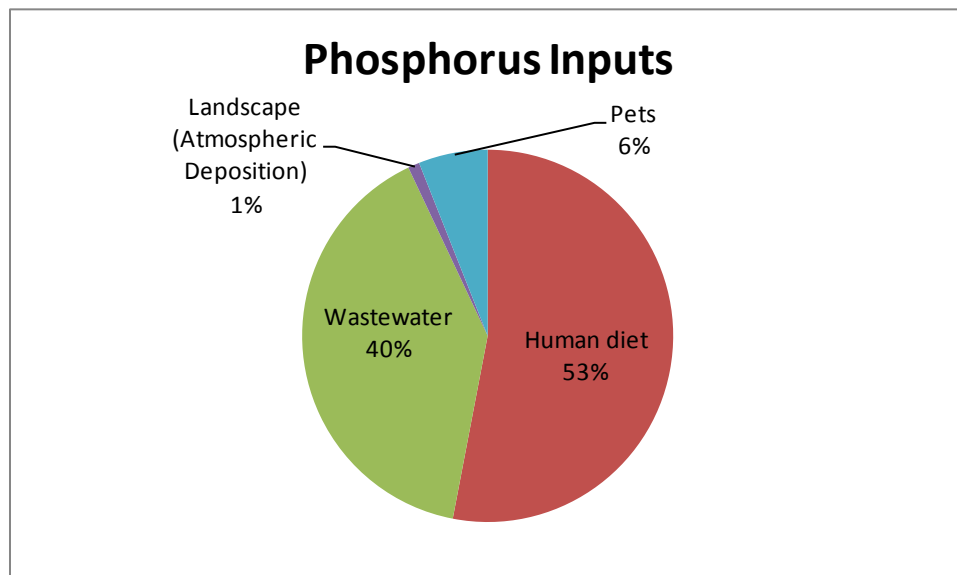 Phosphorus Inputs
Landscape
(Atmospheric
Deposition)
1%
Pets
6%
Wastewater
40%
Human diet
53%